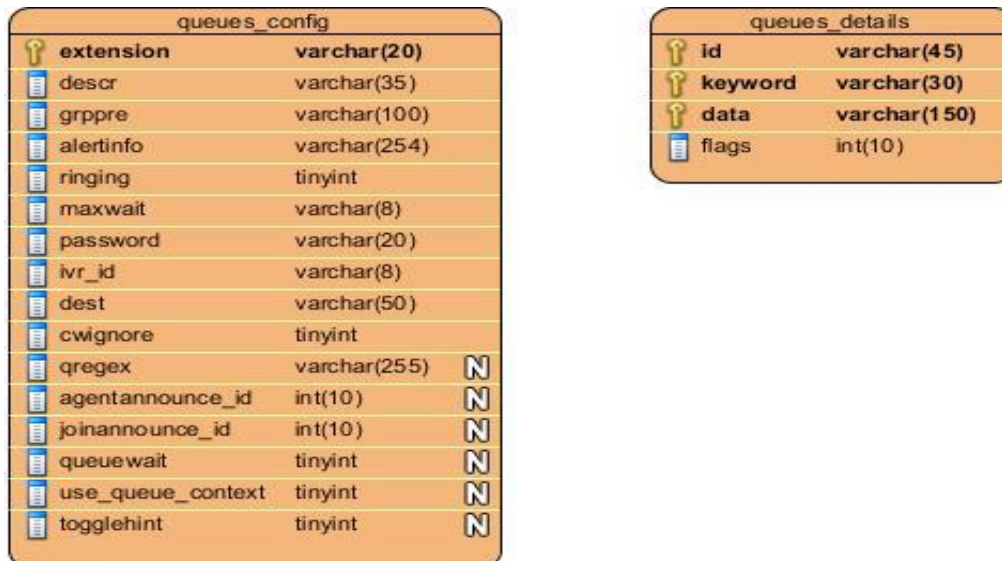 queues_config
extension varchar(20)
descr varchar(35)
grppre varchar(100)
alertinfo varchar(254)
ringing tinyint
maxwait varchar(8)
password varchar(20)
ivr_id varchar(8)
dest varchar(50)
cwignore tinyint
qregex varchar(255) N
agentannounce_id int(10) N
joinannounce_id int(10) N
queuewait tinyint N
use_queue_context tinyint N
togglehint tinyint N
queues_details
id varchar(45)
keyword varchar(30)
data varchar(150)
flags int(10)